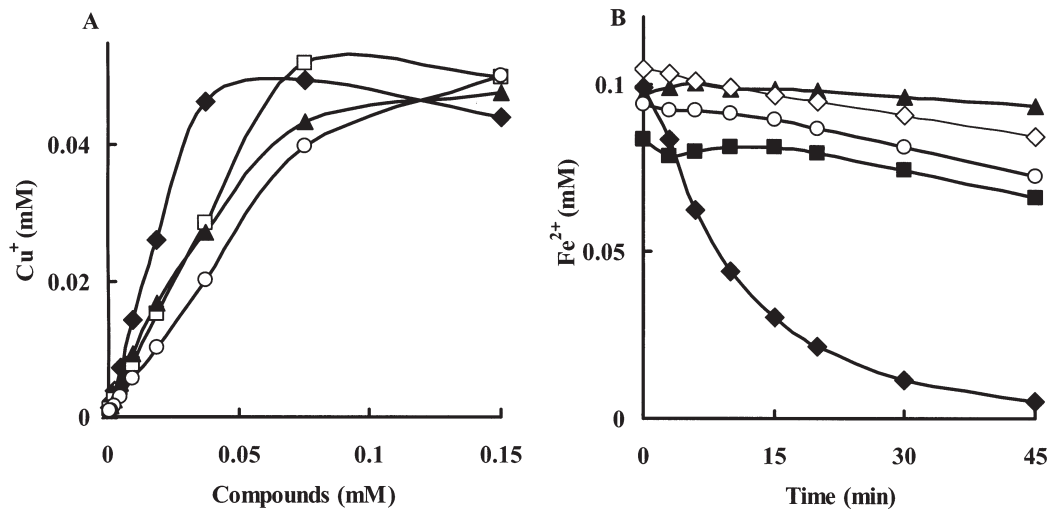 A
Cu+ (mM)
0.04
0.02
0
0 0.05 0.1 0.15
Compounds (mM)
B
Fe2+ (mM)
0.1
0.05
0
0 15 30 45
Time (min)